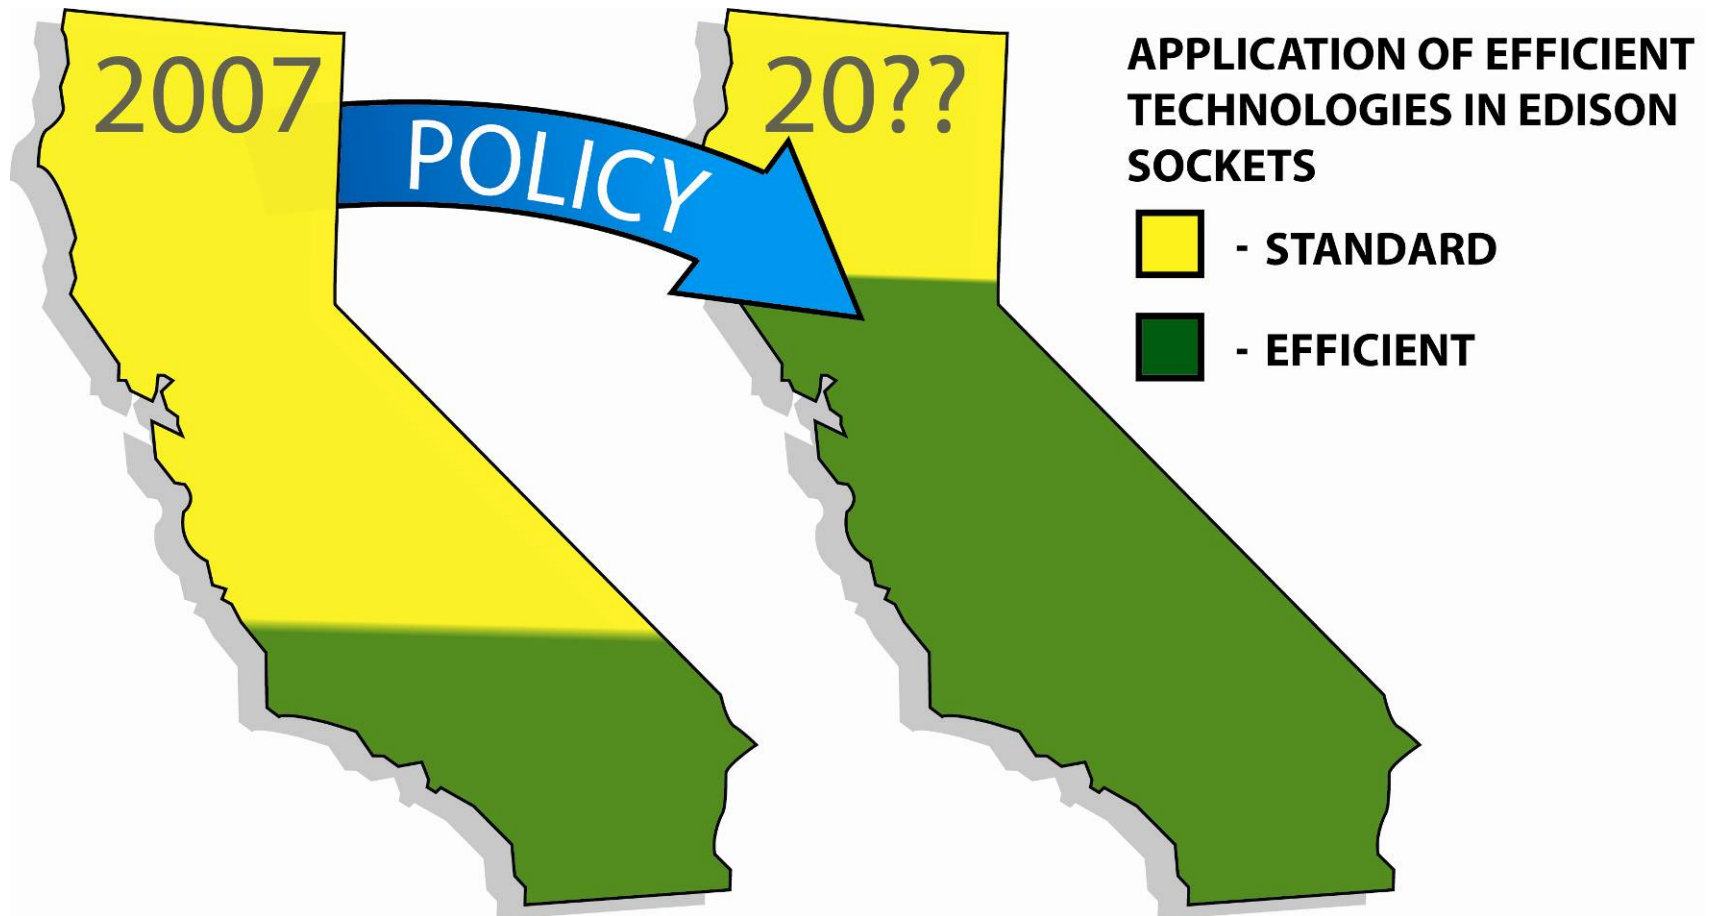 2007
POLICY
20??
APPLICATION OF EFFICIENT
TECHNOLOGIES IN EDISON
SOCKETS
- STANDARD
- EFFICIENT